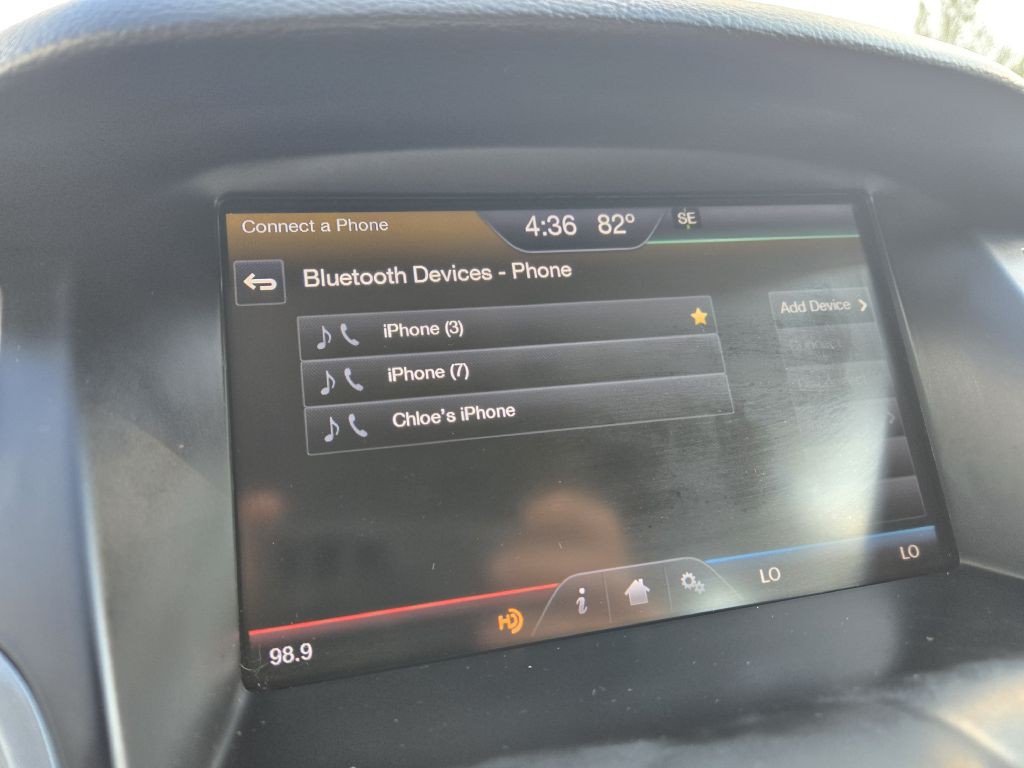 Connect a Phone
4:36 82° SE
Bluetooth Devices - Phone
iPhone (3)
Add Device
iPhone (7)
Chloe's iPhone
98.9
HD
i
LO
LO